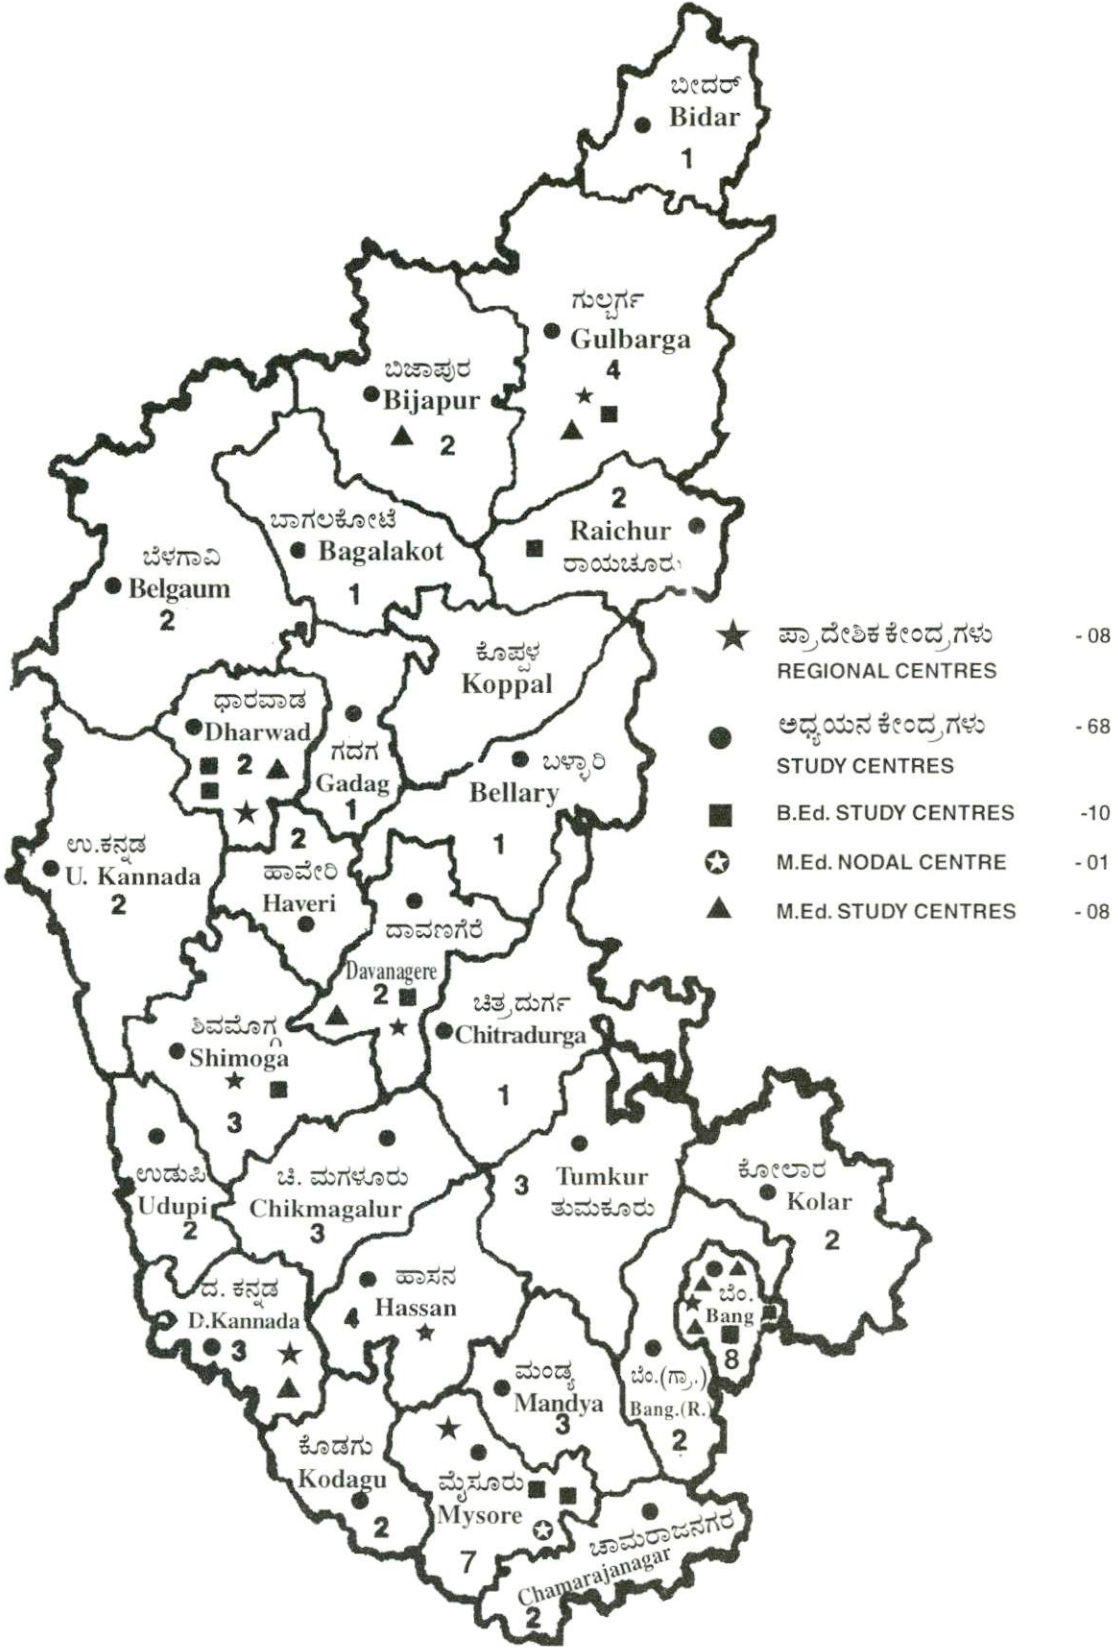 ಬೀದರ್
Bidar
1
ಗುಲ್ಬರ್ಗ
Gulbarga
4
ಬಿಜಾಪುರ
Bijapur
2
2
Raichur
ರಾಯಚೂರು
ಬಾಗಲಕೋಟೆ
Bagalakot
1
ಬೆಳಗಾವಿ
Belgaum
2
ಕೊಪ್ಪಳ
Koppal
ಧಾರವಾಡ
Dharwad
2
ಗದಗ
Gadag
1
ಬಳ್ಳಾರಿ
Bellary
1
ಉ.ಕನ್ನಡ
U. Kannada
2
2
ಹಾವೇರಿ
Haveri
ದಾವಣಗೆರೆ
Davanagere
2
ಚಿತ್ರದುರ್ಗ
Chitradurga
1
ಶಿವಮೊಗ್ಗ
Shimoga
3
ಉಡುಪಿ
Udupi
2
ಚಿ. ಮಗಳೂರು
Chikmagalur
3
3
Tumkur
ತುಮಕೂರು
ಕೋಲಾರ
Kolar
2
ಹಾಸನ
Hassan
4
ದ. ಕನ್ನಡ
D.Kannada
3
ಬೆಂ.
Bang
8
ಬೆಂ.(ಗ್ರಾ.)
Bang.(R.)
2
ಮಂಡ್ಯ
Mandya
3
ಕೊಡಗು
Kodagu
2
ಮೈಸೂರು
Mysore
7
ಚಾಮರಾಜನಗರ
Chamarajanagar
2
ಪ್ರಾದೇಶಿಕ ಕೇಂದ್ರಗಳು - 08
REGIONAL CENTRES
ಅಧ್ಯಯನ ಕೇಂದ್ರಗಳು - 68
STUDY CENTRES
B.Ed. STUDY CENTRES -10
M.Ed. NODAL CENTRE - 01
M.Ed. STUDY CENTRES - 08